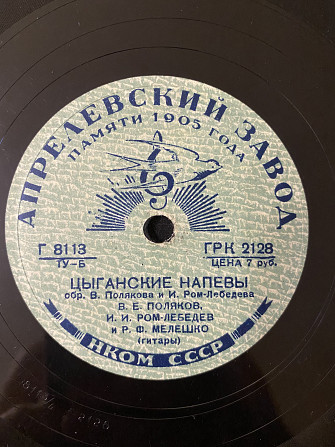 АПРЕЛЕВСКИЙ ЗАВОД
ПАМЯТИ 1905 ГОДА
Г 8113
ТУ-Б
ГРК 2128
ЦЕНА 7 руб.
ЦЫГАНСКИЕ НАПЕВЫ
обр. В. Полякова и И. Ром-Лебедева
В. Е. ПОЛЯКОВ,
И. И. РОМ-ЛЕБЕДЕВ
и Р. Ф. МЕЛЕШКО
(гитары)
НКОМ СССР